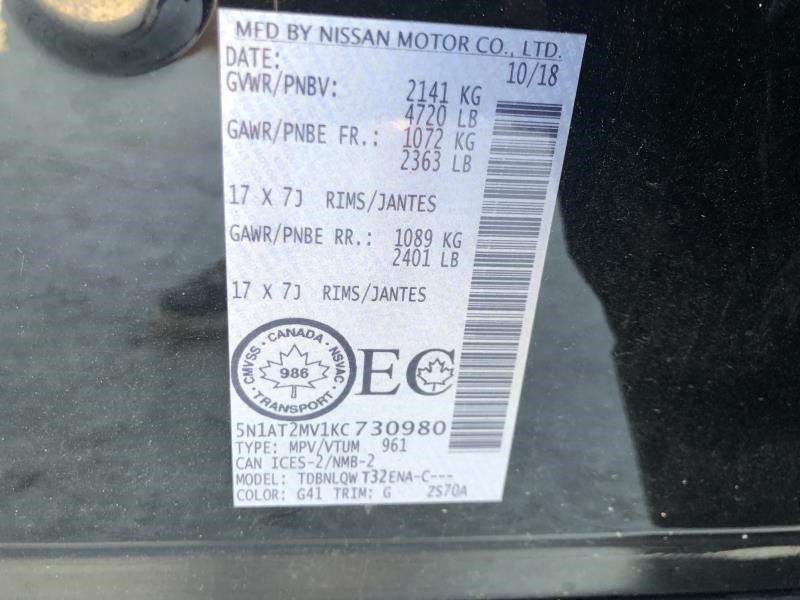 MFD BY NISSAN MOTOR CO., LTD.
DATE: 10/18
GVWR/PNBV: 2141 KG
4720 LB
GAWR/PNBE FR.: 1072 KG
2363 LB
17 X 7J RIMS/JANTES
GAWR/PNBE RR.: 1089 KG
2401 LB
17 X 7J RIMS/JANTES
CANADA
CMVSS NSVAC
986
TRANSPORT
EC
5N1AT2MV1KC730980
TYPE: MPV/VTUM 961
CAN ICES-2/NMB-2
MODEL: TDBNLQW T32ENA-C---
COLOR: G41 TRIM: G ZS70A